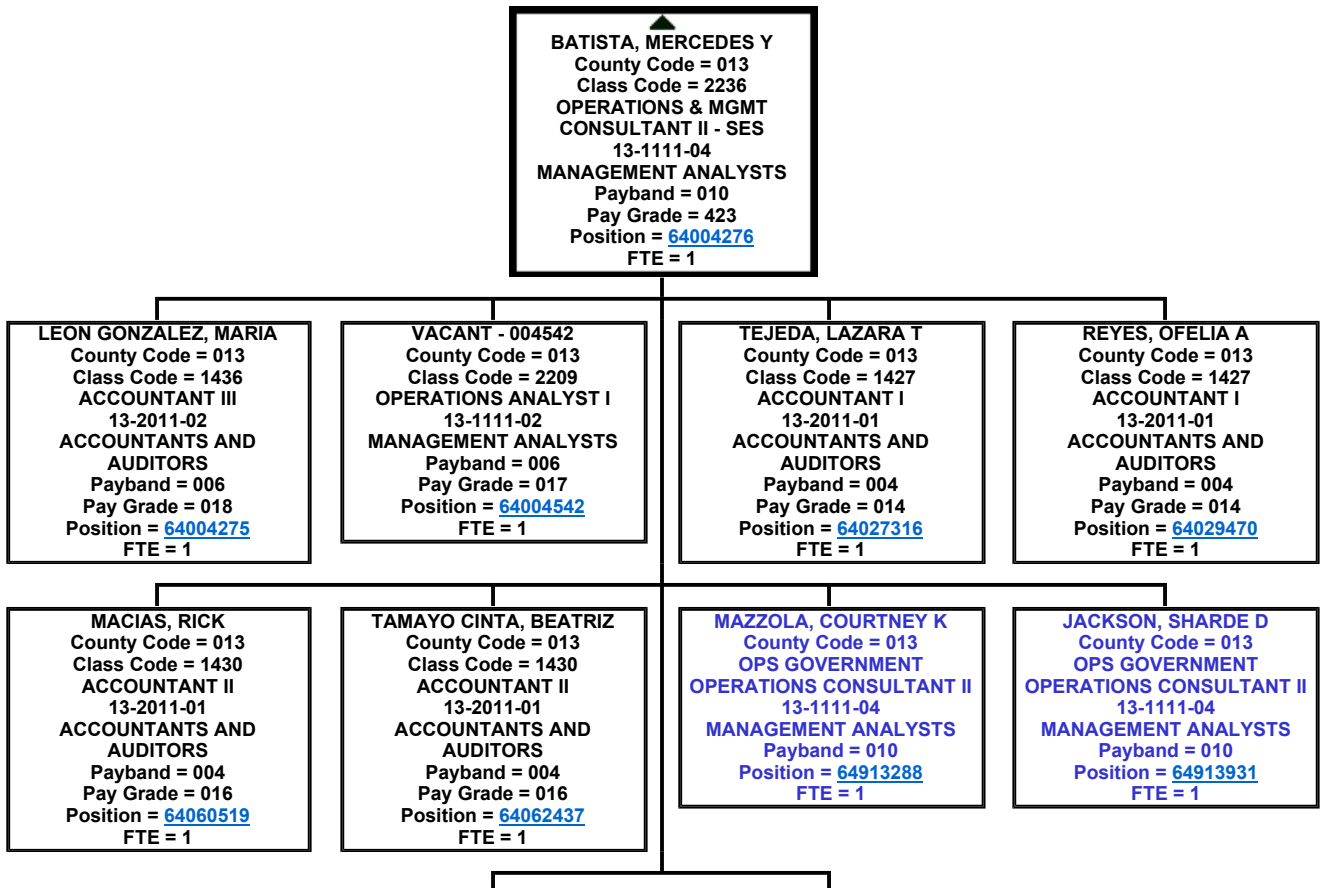 BATISTA, MERCEDES Y
County Code = 013
Class Code = 2236
OPERATIONS & MGMT
CONSULTANT II - SES
13-1111-04
MANAGEMENT ANALYSTS
Payband = 010
Pay Grade = 423
Position = 64004276
FTE = 1
LEON GONZALEZ, MARIA
County Code = 013
Class Code = 1436
ACCOUNTANT III
13-2011-02
ACCOUNTANTS AND
AUDITORS
Payband = 006
Pay Grade = 018
Position = 64004275
FTE = 1
VACANT - 004542
County Code = 013
Class Code = 2209
OPERATIONS ANALYST I
13-1111-02
MANAGEMENT ANALYSTS
Payband = 006
Pay Grade = 017
Position = 64004542
FTE = 1
TEJEDA, LAZARA T
County Code = 013
Class Code = 1427
ACCOUNTANT I
13-2011-01
ACCOUNTANTS AND
AUDITORS
Payband = 004
Pay Grade = 014
Position = 64027316
FTE = 1
REYES, OFELIA A
County Code = 013
Class Code = 1427
ACCOUNTANT I
13-2011-01
ACCOUNTANTS AND
AUDITORS
Payband = 004
Pay Grade = 014
Position = 64029470
FTE = 1
MACIAS, RICK
County Code = 013
Class Code = 1430
ACCOUNTANT II
13-2011-01
ACCOUNTANTS AND
AUDITORS
Payband = 004
Pay Grade = 016
Position = 64060519
FTE = 1
TAMAYO CINTA, BEATRIZ
County Code = 013
Class Code = 1430
ACCOUNTANT II
13-2011-01
ACCOUNTANTS AND
AUDITORS
Payband = 004
Pay Grade = 016
Position = 64062437
FTE = 1
MAZZOLA, COURTNEY K
County Code = 013
OPS GOVERNMENT
OPERATIONS CONSULTANT II
13-1111-04
MANAGEMENT ANALYSTS
Payband = 010
Position = 64913288
FTE = 1
JACKSON, SHARDE D
County Code = 013
OPS GOVERNMENT
OPERATIONS CONSULTANT II
13-1111-04
MANAGEMENT ANALYSTS
Payband = 010
Position = 64913931
FTE = 1